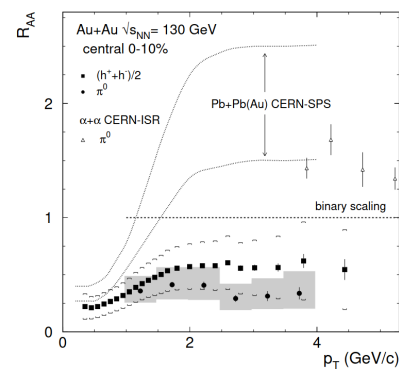 R_AA
Au+Au √s_NN = 130 GeV
central 0-10%
(h⁺+h⁻)/2
π⁰
α+α CERN-ISR
π⁰
Pb+Pb(Au) CERN-SPS
binary scaling
2
1
0
0 2 4
p_T (GeV/c)